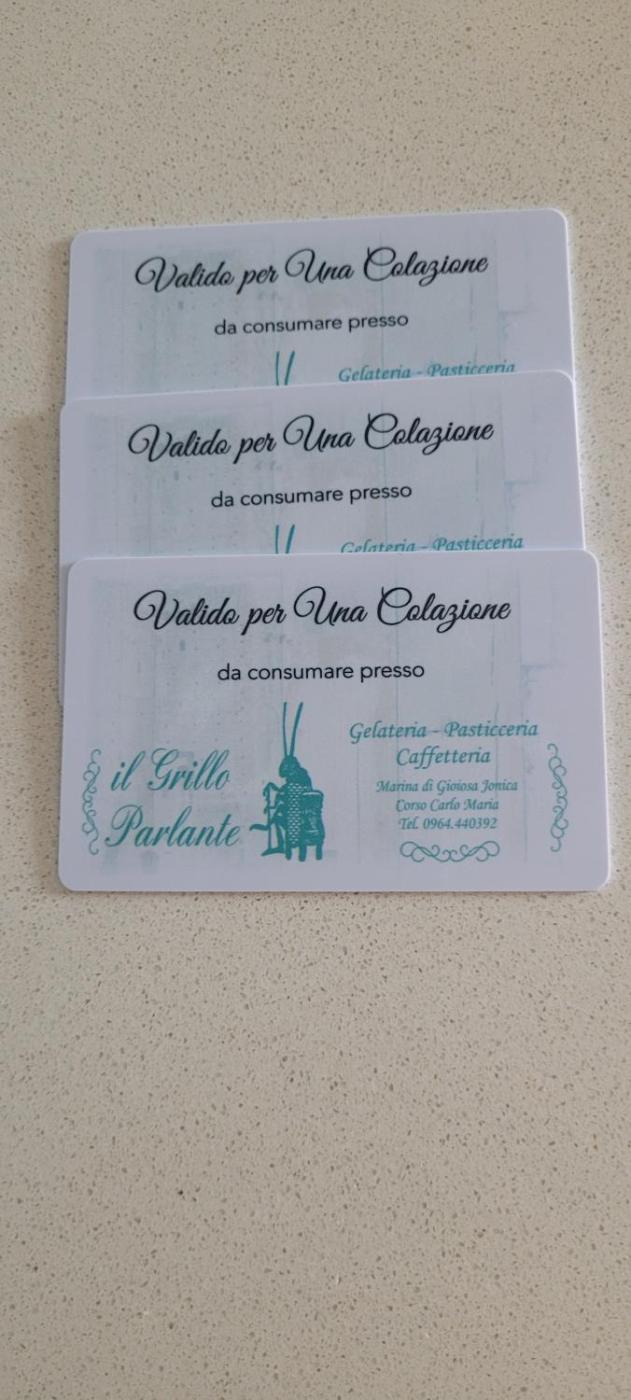 Valido per Una Colazione
da consumare presso
Gelateria - Pasticceria
Valido per Una Colazione
da consumare presso
Gelateria - Pasticceria
Valido per Una Colazione
da consumare presso
il Grillo
Parlante
Gelateria - Pasticceria
Caffetteria
Marina di Gioiosa Jonica
Corso Carlo Maria
Tel. 0964.440392